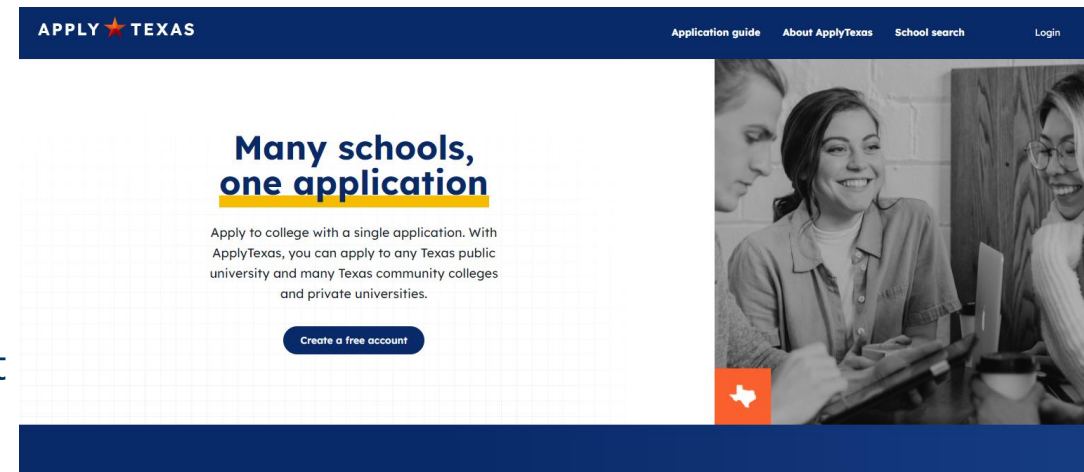 APPLY TEXAS
Application guide About ApplyTexas School search Login
Many schools,
one application
Apply to college with a single application. With
ApplyTexas, you can apply to any Texas public
university and many Texas community colleges
and private universities.
Create a free account
t